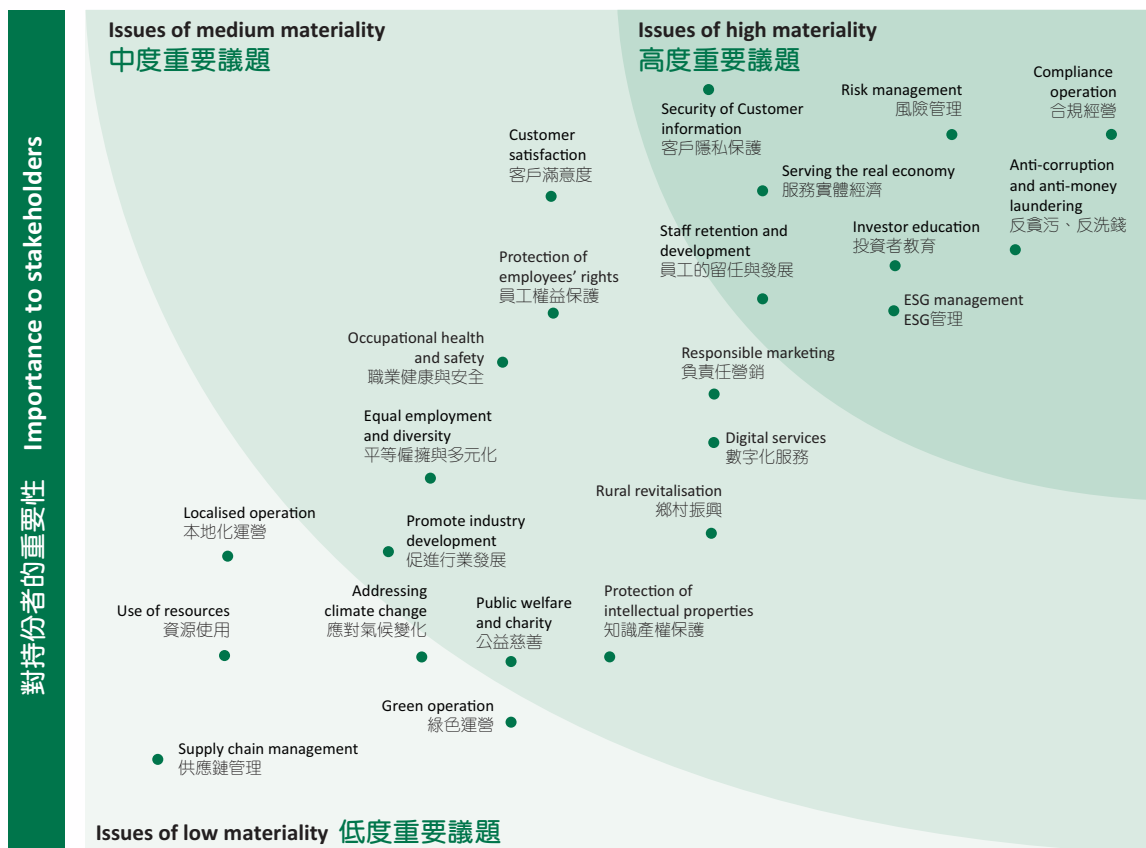 對持份者的重要性 Importance to stakeholders
Issues of medium materiality
中度重要議題
Issues of high materiality
高度重要議題
Security of Customer
information
客戶隱私保護
Risk management
風險管理
Compliance
operation
合規經營
Customer
satisfaction
客戶滿意度
Serving the real economy
服務實體經濟
Anti-corruption
and anti-money
laundering
反貪污、反洗錢
Staff retention and
development
員工的留任與發展
Investor education
投資者教育
Protection of
employees’ rights
員工權益保護
ESG management
ESG管理
Occupational health
and safety
職業健康與安全
Responsible marketing
負責任營銷
Equal employment
and diversity
平等僱擁與多元化
Digital services
數字化服務
Rural revitalisation
鄉村振興
Localised operation
本地化運營
Promote industry
development
促進行業發展
Use of resources
資源使用
Addressing
climate change
應對氣候變化
Public welfare
and charity
公益慈善
Protection of
intellectual properties
知識產權保護
Green operation
綠色運營
Supply chain management
供應鏈管理
Issues of low materiality 低度重要議題